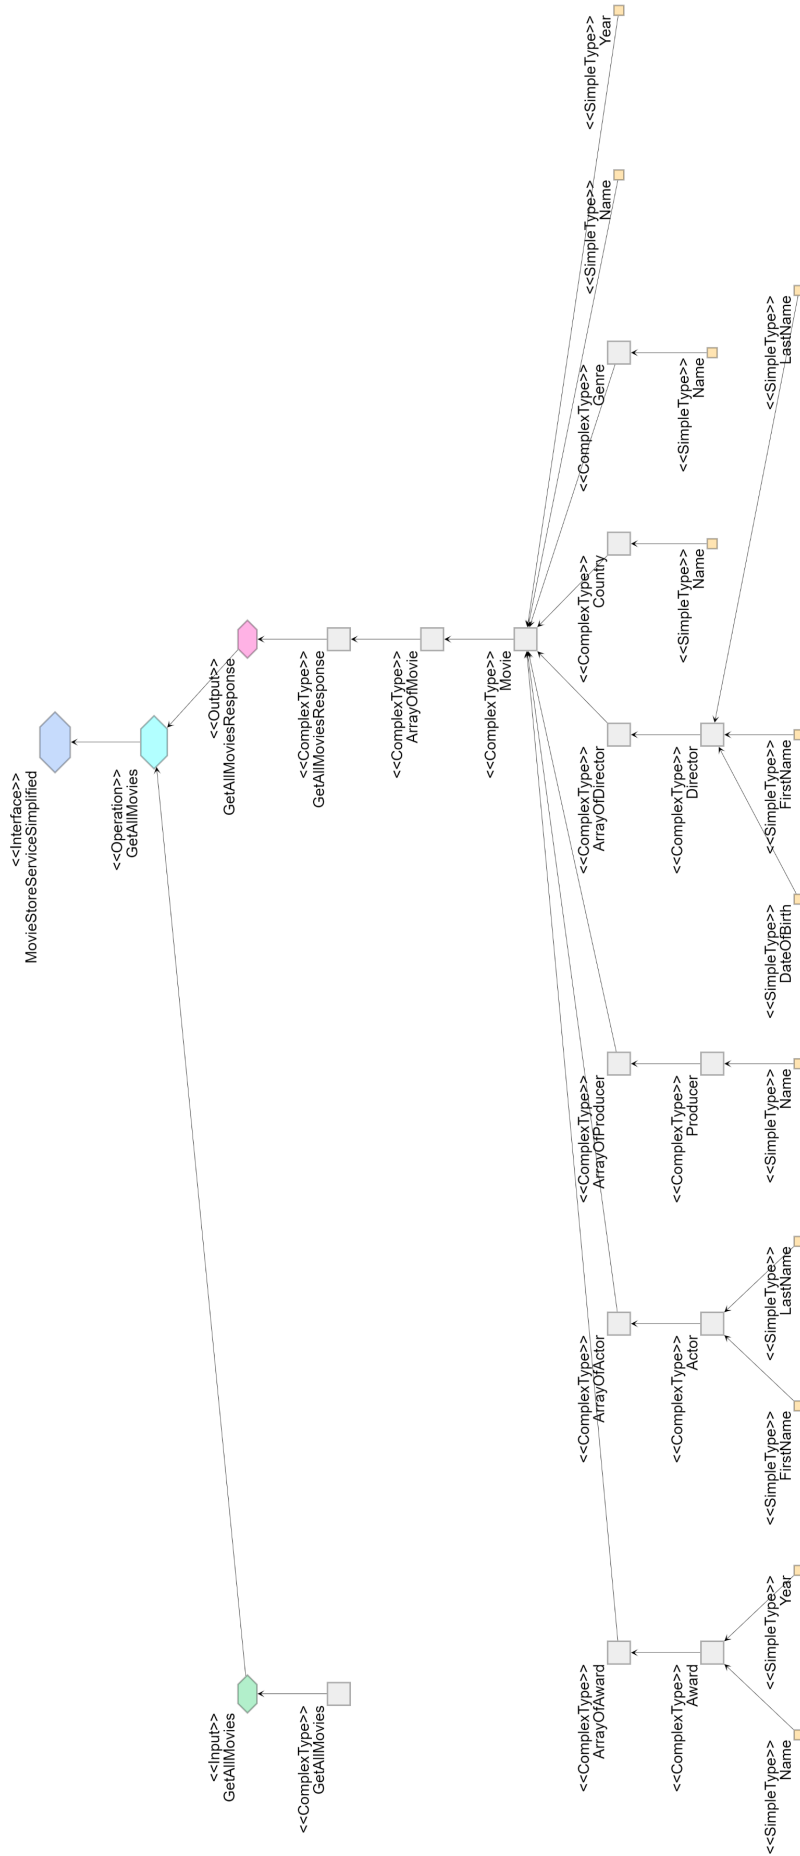 <<Interface>>
MovieStoreServiceSimplified
<<Operation>>
GetAllMovies
<<Input>>
GetAllMovies
<<Output>>
GetAllMoviesResponse
<<ComplexType>>
GetAllMovies
<<ComplexType>>
GetAllMoviesResponse
<<ComplexType>>
ArrayOfMovie
<<ComplexType>>
Movie
<<ComplexType>>
ArrayOfAward
<<ComplexType>>
ArrayOfActor
<<ComplexType>>
ArrayOfProducer
<<ComplexType>>
ArrayOfDirector
<<ComplexType>>
Country
<<ComplexType>>
Genre
<<SimpleType>>
Name
<<SimpleType>>
Year
<<ComplexType>>
Award
<<ComplexType>>
Actor
<<ComplexType>>
Producer
<<ComplexType>>
Director
<<SimpleType>>
Name
<<SimpleType>>
Name
<<SimpleType>>
Name
<<SimpleType>>
Year
<<SimpleType>>
FirstName
<<SimpleType>>
LastName
<<SimpleType>>
Name
<<SimpleType>>
DateOfBirth
<<SimpleType>>
FirstName
<<SimpleType>>
LastName